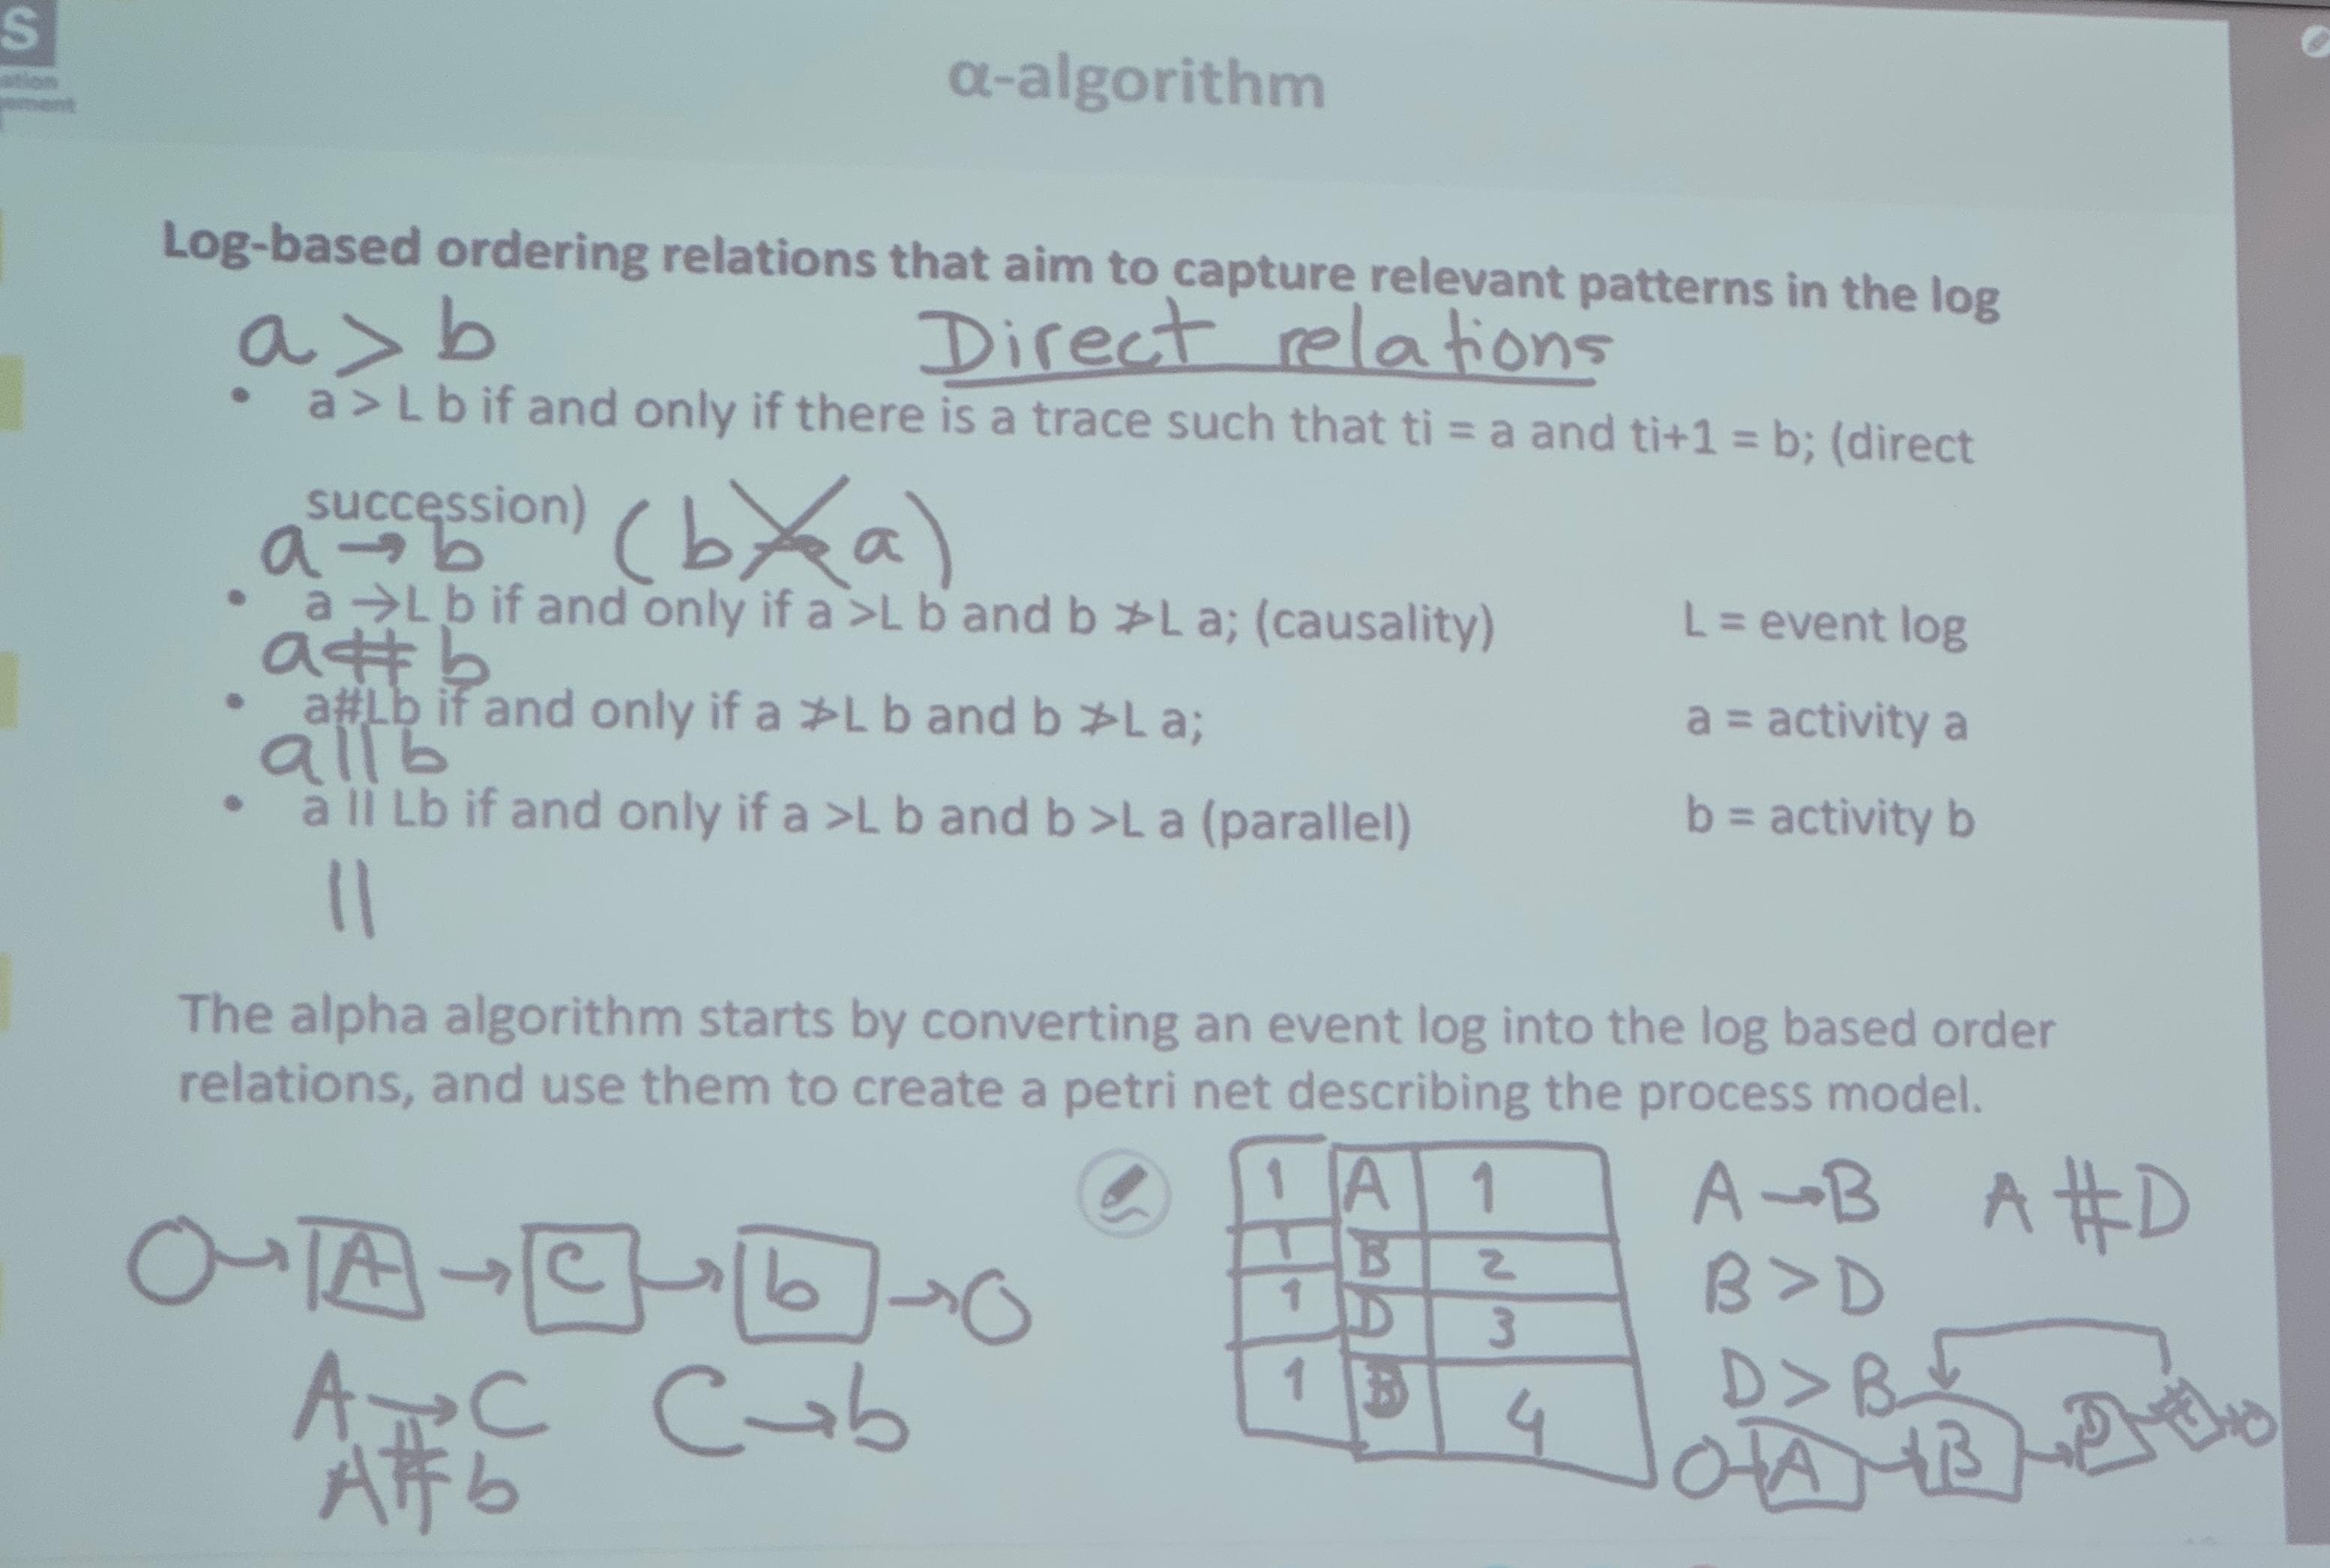 S
ation
ement
α-algorithm
Log-based ordering relations that aim to capture relevant patterns in the log
a > b Direct relations
• a > L b if and only if there is a trace such that ti = a and ti+1 = b; (direct
succession)
a → b (b a)
• a →L b if and only if a >L b and b ≯L a; (causality) L = event log
a # b
• a#Lb if and only if a ≯L b and b ≯L a; a = activity a
a || b
• a II Lb if and only if a >L b and b >L a (parallel) b = activity b
||
The alpha algorithm starts by converting an event log into the log based order
relations, and use them to create a petri net describing the process model.
A C b
A → C C → b
A # b
1 A 1
1 B 2
1 D 3
1 B 4
A → B A # D
B > D
D > B
A B D